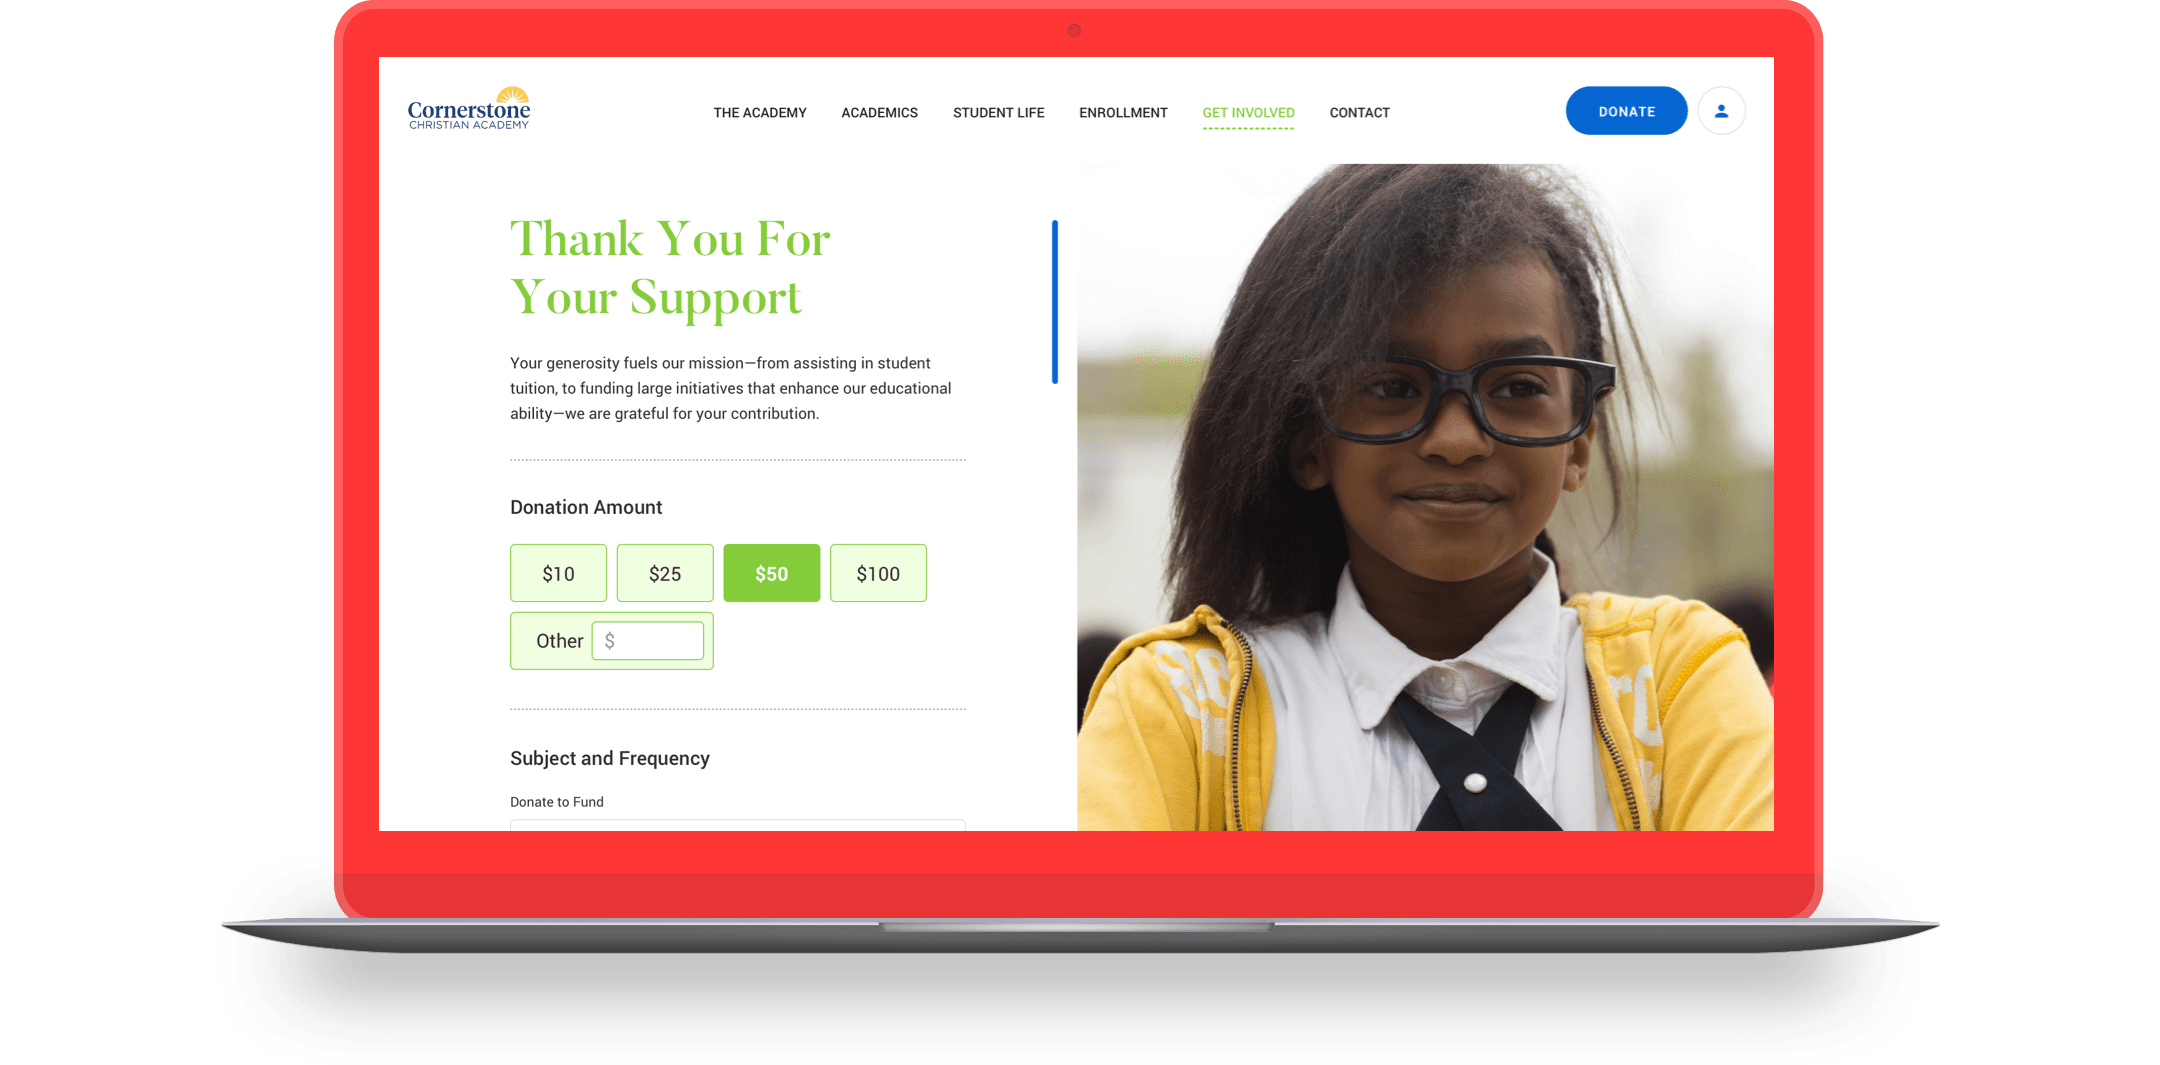 Cornerstone
CHRISTIAN ACADEMY
THE ACADEMY
ACADEMICS
STUDENT LIFE
ENROLLMENT
GET INVOLVED
CONTACT
DONATE
Thank You For
Your Support
Your generosity fuels our mission—from assisting in student
tuition, to funding large initiatives that enhance our educational
ability—we are grateful for your contribution.
Donation Amount
$10
$25
$50
$100
Other $
Subject and Frequency
Donate to Fund